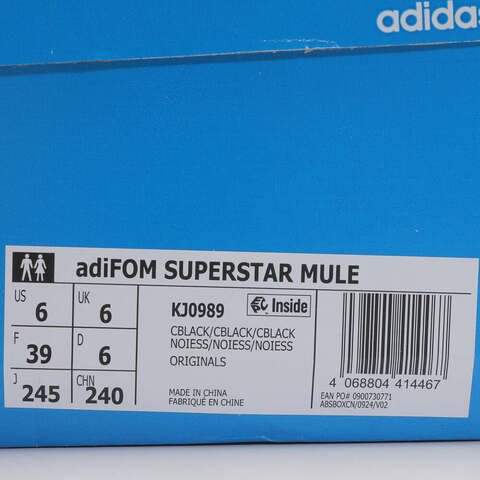 adidas
adiFOM SUPERSTAR MULE
US 6 UK 6
F 39 D 6
J 245 CHN 240
KJ0989 Inside
CBLACK/CBLACK/CBLACK
NOIESS/NOIESS/NOIESS
ORIGINALS
MADE IN CHINA
FABRIQUÉ EN CHINE
4 068804 414467
EAN PO# 0900730771
ABSBOXCN/0924/V02